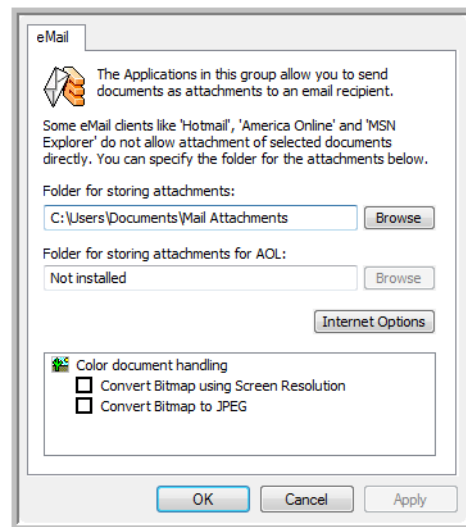 eMail
The Applications in this group allow you to send
documents as attachments to an email recipient.
Some eMail clients like 'Hotmail', 'America Online' and 'MSN
Explorer' do not allow attachment of selected documents
directly. You can specify the folder for the attachments below.
Folder for storing attachments:
C:\Users\Documents\Mail Attachments
Browse
Folder for storing attachments for AOL:
Not installed
Browse
Internet Options
Color document handling
Convert Bitmap using Screen Resolution
Convert Bitmap to JPEG
OK
Cancel
Apply